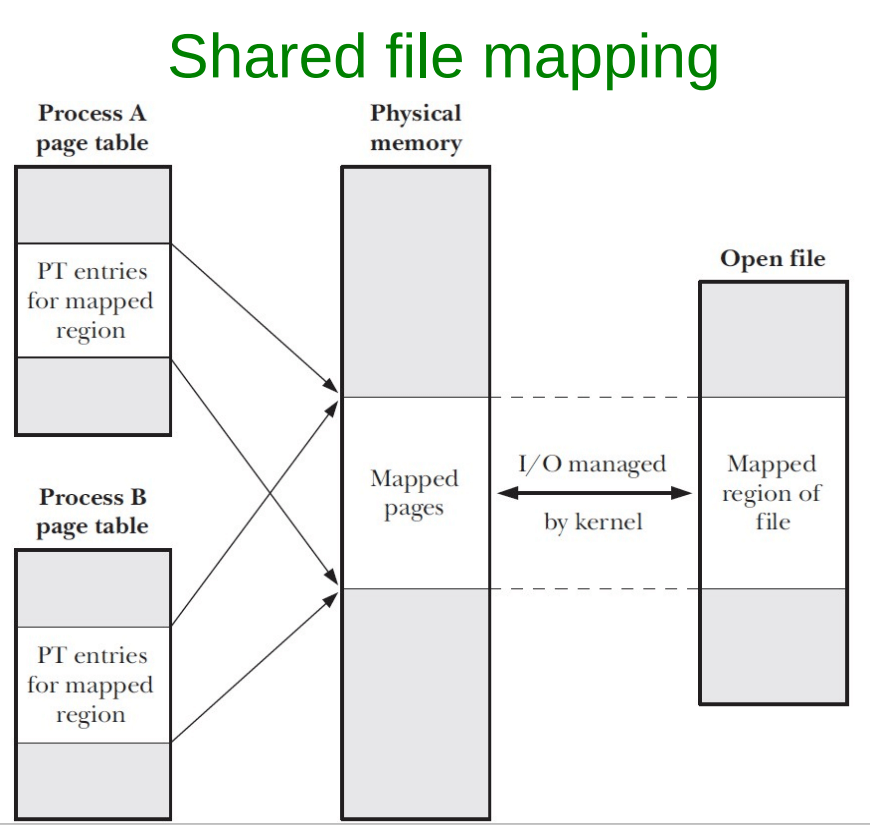 Shared file mapping
Process A
page table
Physical
memory
PT entries
for mapped
region
Open file
Process B
page table
Mapped
pages
I/O managed
by kernel
Mapped
region of
file
PT entries
for mapped
region